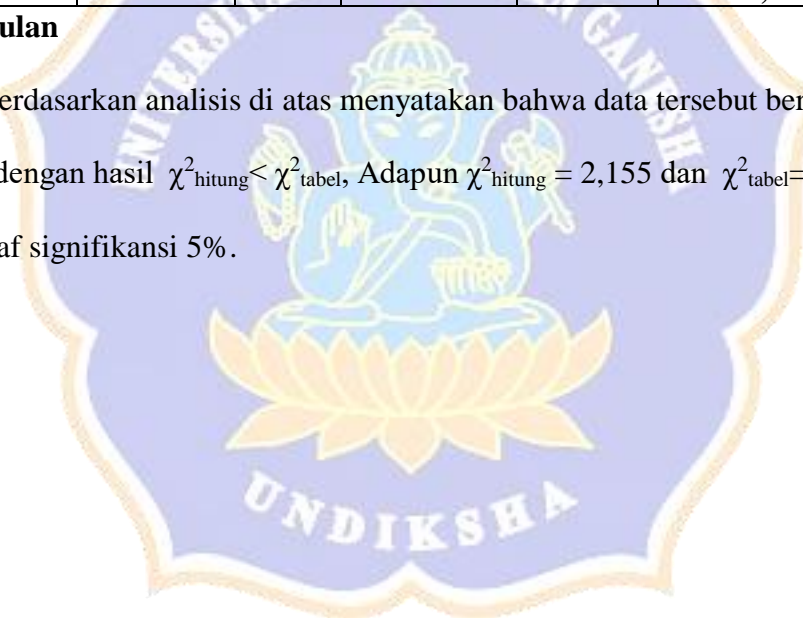 ulan
erdasarkan analisis di atas menyatakan bahwa data tersebut ber
dengan hasil χ²hitung< χ²tabel, Adapun χ²hitung = 2,155 dan χ²tabel=
af signifikansi 5%.
UNDIKSHA